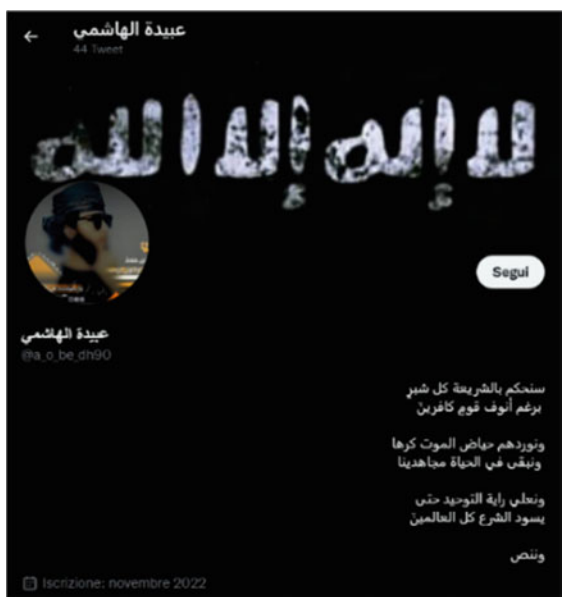 عبيدة الهاشمي
44 Tweet
لا إله إلا الله
Segui
عبيدة الهاشمي
@a_o_be_dh90
سنحكم بالشريعة كل شبرٍ
برغم أنوف قومٍ كافرينَ
ونوردهم حياض الموت كرها
ونبقى في الحياة مجاهدينا
ونعلي راية التوحيد حتى
يسود الشرع كل العالمينَ
وننص
Iscrizione: novembre 2022